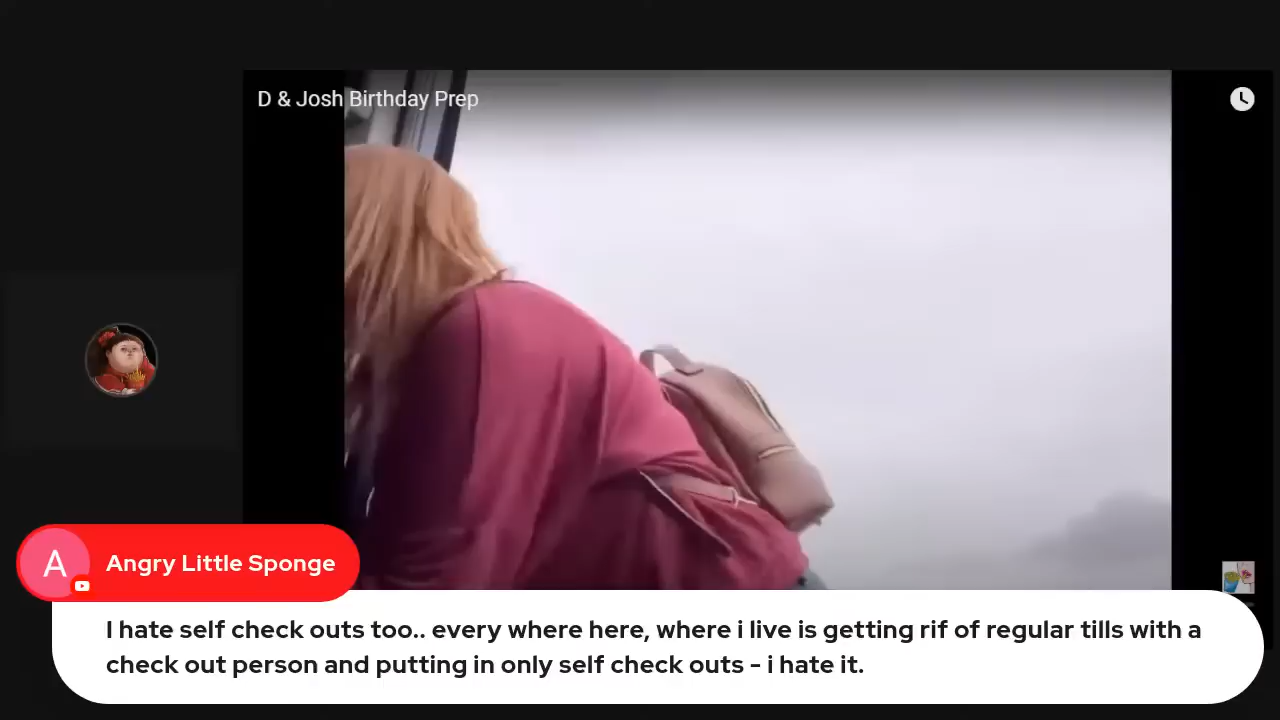 D & Josh Birthday Prep
A
Angry Little Sponge
I hate self check outs too.. every where here, where i live is getting rif of regular tills with a
check out person and putting in only self check outs - i hate it.